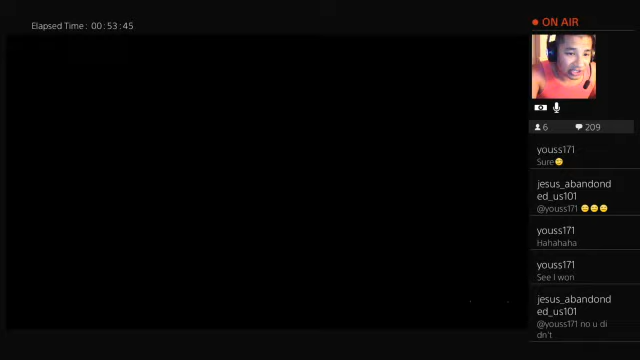 Elapsed Time: 00:53:45
ON AIR
6
209
youss171
Sure😑
jesus_abandond
ed_us101
@youss171 😑😑😑
youss171
Hahahaha
youss171
See I won
jesus_abandond
ed_us101
@youss171 no u di
dn't